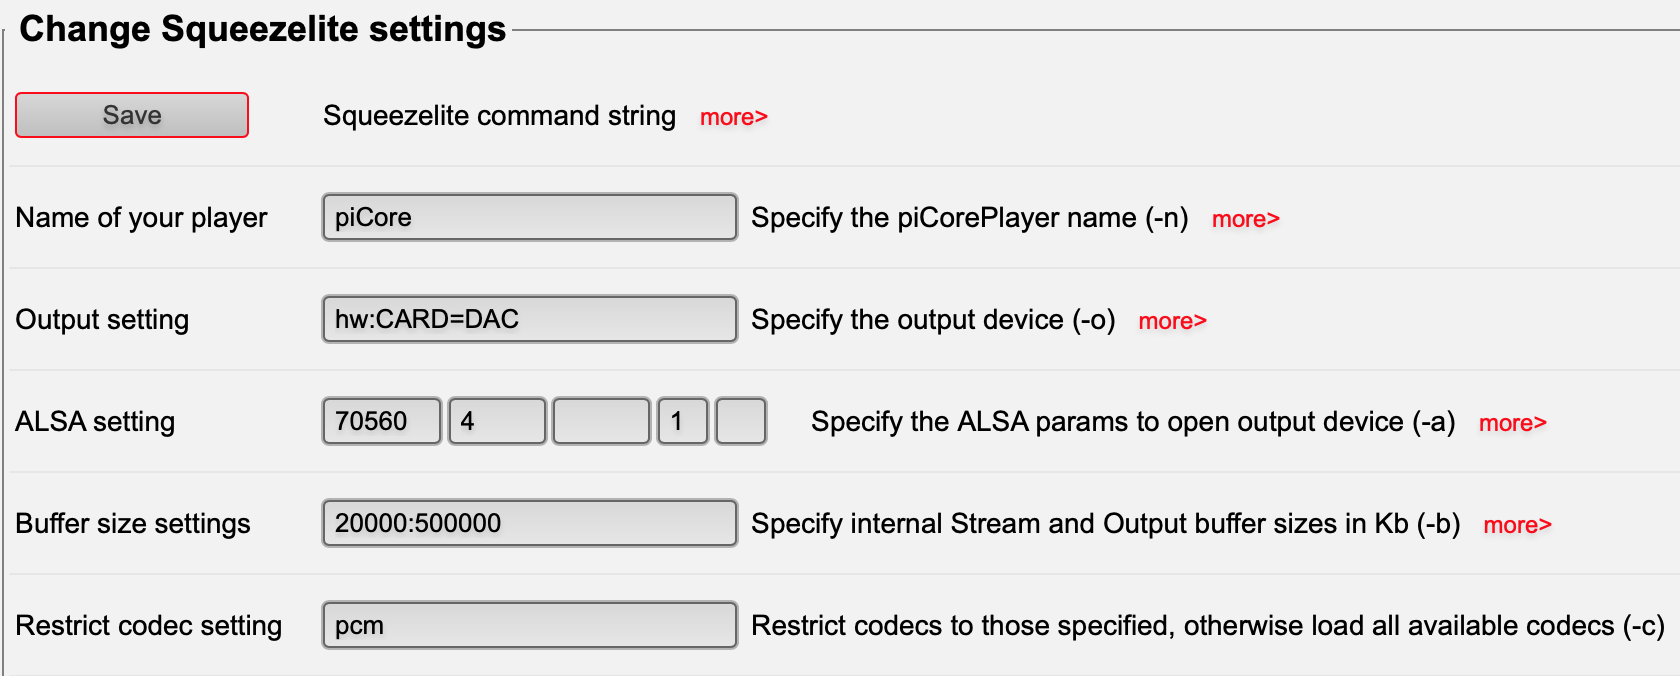 Change Squeezelite settings
Save Squeezelite command string more>
Name of your player piCore Specify the piCorePlayer name (-n) more>
Output setting hw:CARD=DAC Specify the output device (-o) more>
ALSA setting 70560 4 1 Specify the ALSA params to open output device (-a) more>
Buffer size settings 20000:500000 Specify internal Stream and Output buffer sizes in Kb (-b) more>
Restrict codec setting pcm Restrict codecs to those specified, otherwise load all available codecs (-c)